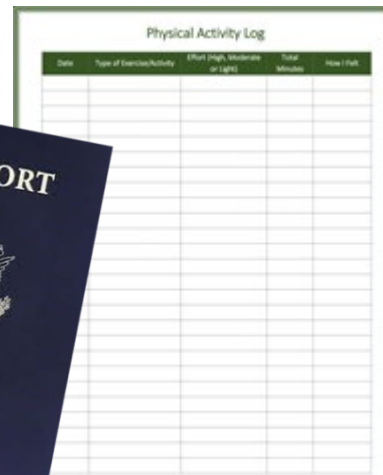 Physical Activity Log
Date Type of Exercise/Activity Effort (High, Moderate or Light) Total Minutes How I Felt
ORT